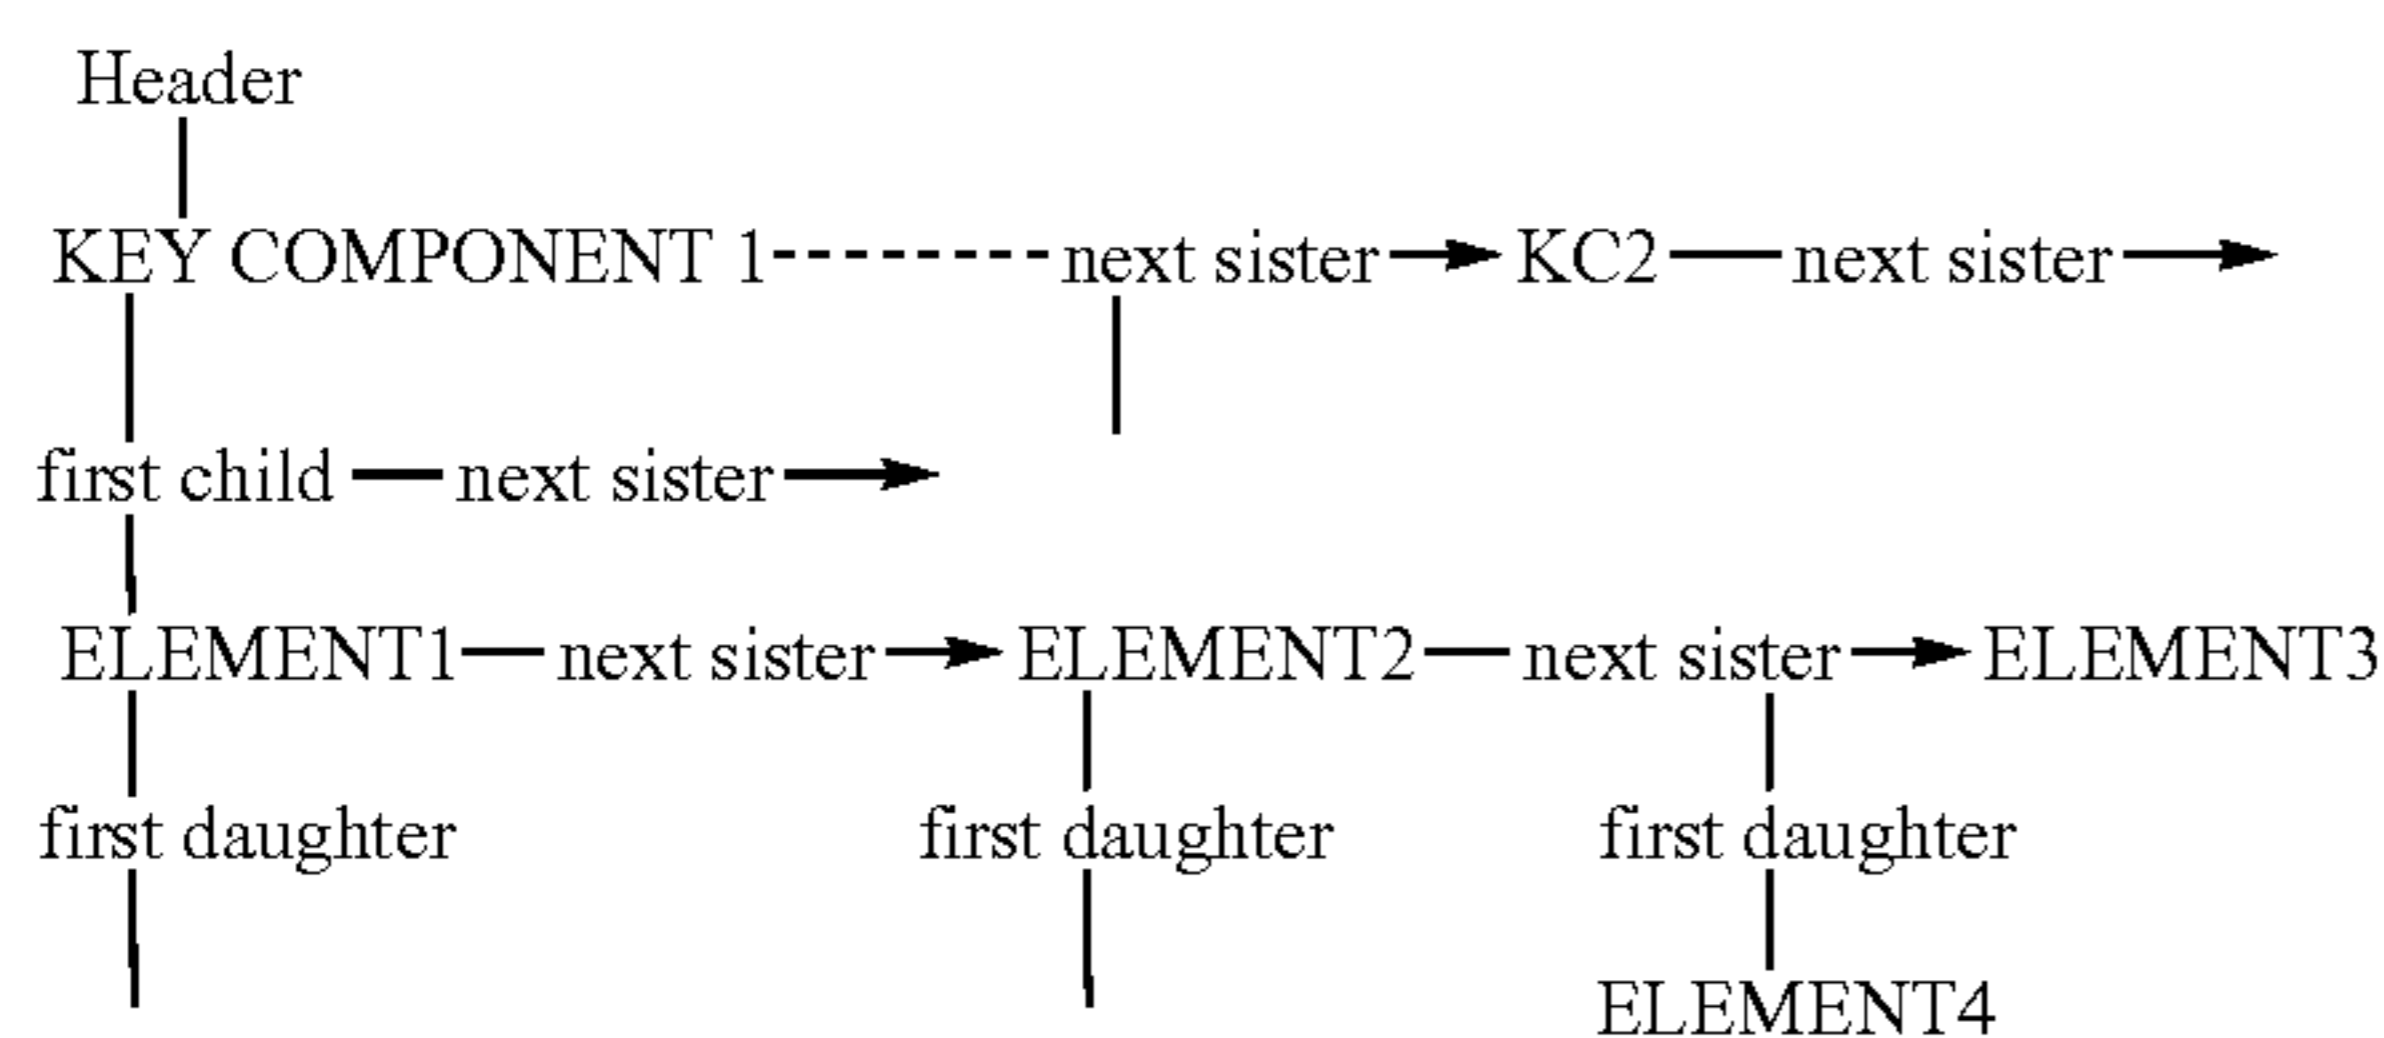 Header
KEY COMPONENT 1 next sister KC2 next sister
first child next sister
ELEMENT1 next sister ELEMENT2 next sister ELEMENT3
first daughter first daughter first daughter
ELEMENT4